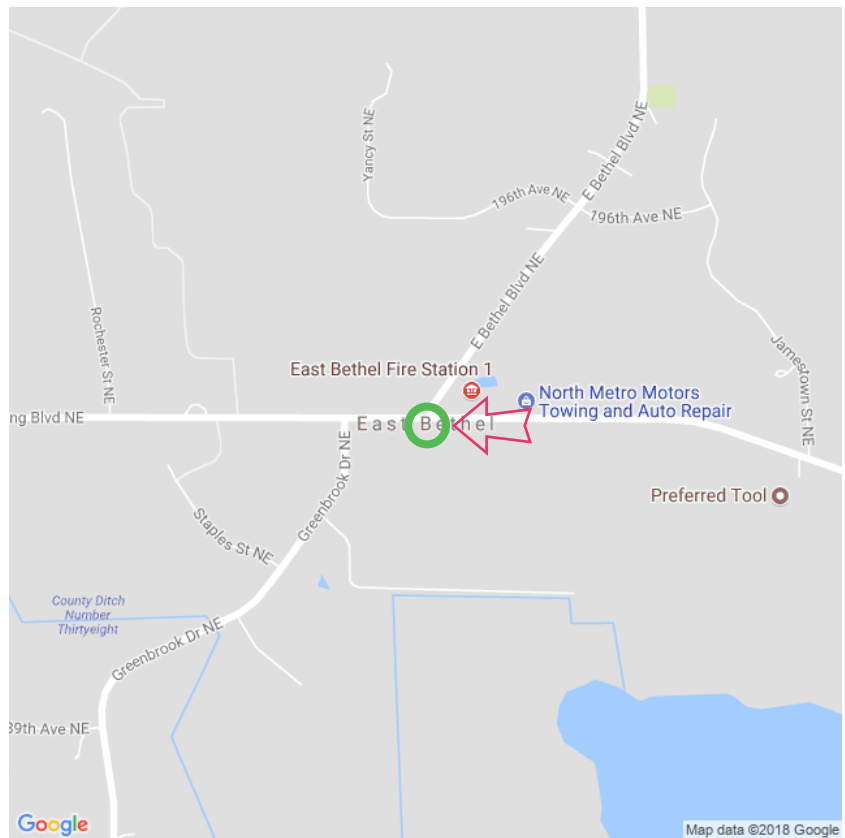 Yancy St NE
E Bethel Blvd NE
196th Ave NE
196th Ave NE
E Bethel Blvd NE
Rochester St NE
Jamestown St NE
East Bethel Fire Station 1
North Metro Motors
Towing and Auto Repair
ng Blvd NE
East Bethel
Greenbrook Dr NE
Preferred Tool
Staples St NE
County Ditch
Number
Thirtyeight
Greenbrook Dr NE
39th Ave NE
Google
Map data ©2018 Google